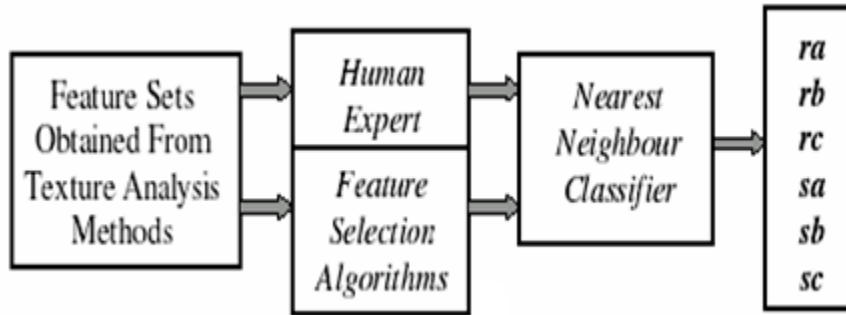 Feature Sets
Obtained From
Texture Analysis
Methods
Human
Expert
Feature
Selection
Algorithms
Nearest
Neighbour
Classifier
ra
rb
rc
sa
sb
sc